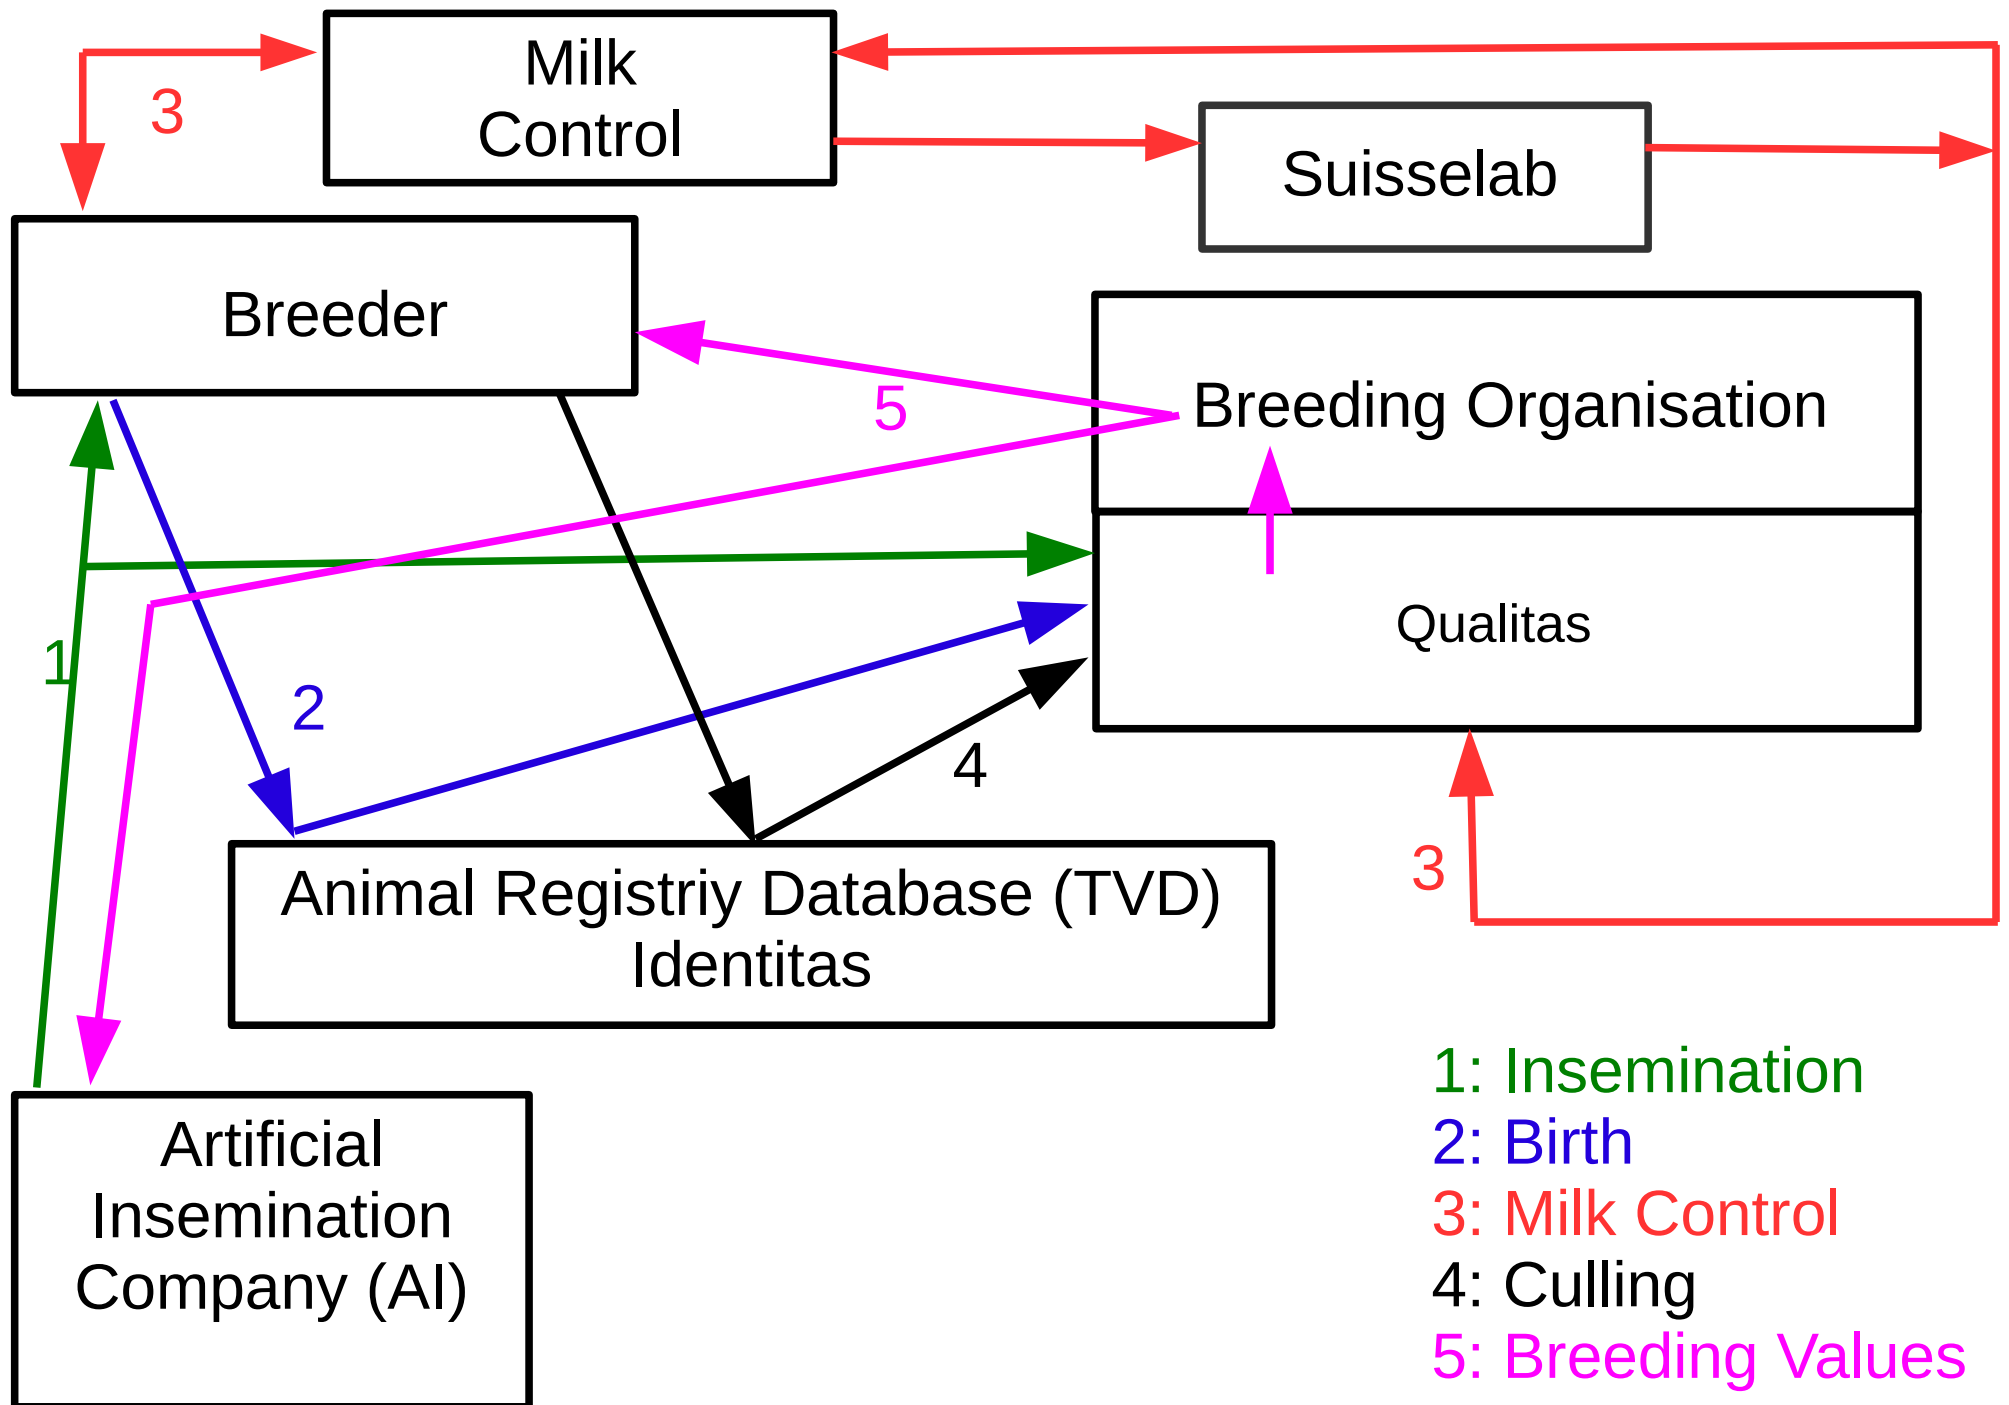 Milk
Control
3
Suisselab
Breeder
Breeding Organisation
5
Qualitas
1
2
4
3
Animal Registriy Database (TVD)
Identitas
Artificial
Insemination
Company (AI)
1: Insemination
2: Birth
3: Milk Control
4: Culling
5: Breeding Values